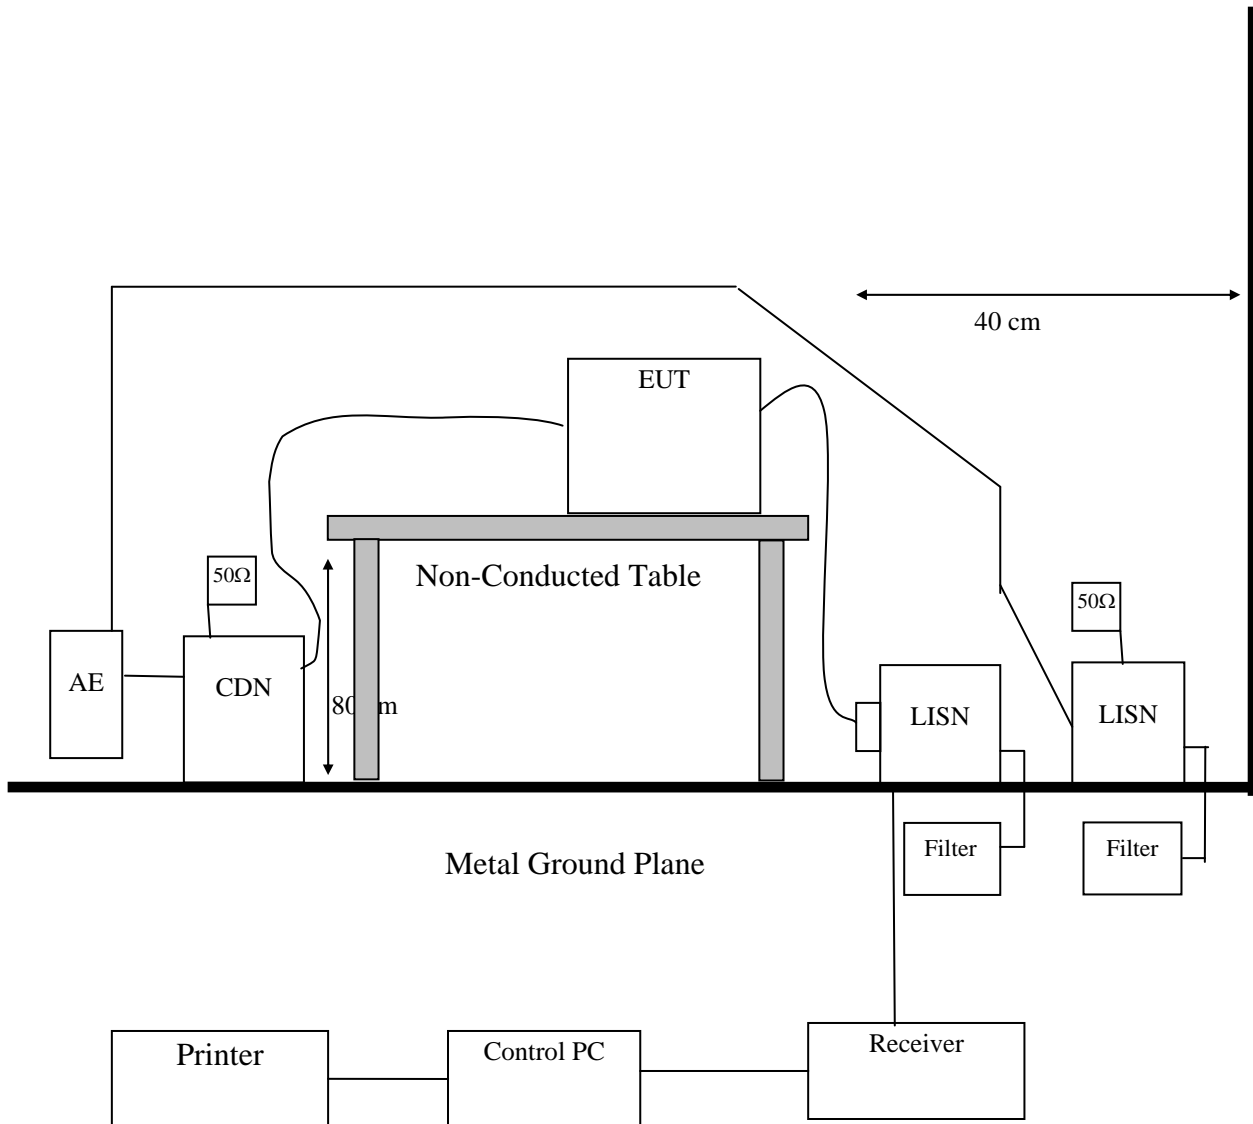 40 cm
EUT
50Ω
Non-Conducted Table
50Ω
AE
CDN
80 m
LISN
LISN
Filter
Filter
Metal Ground Plane
Printer
Control PC
Receiver